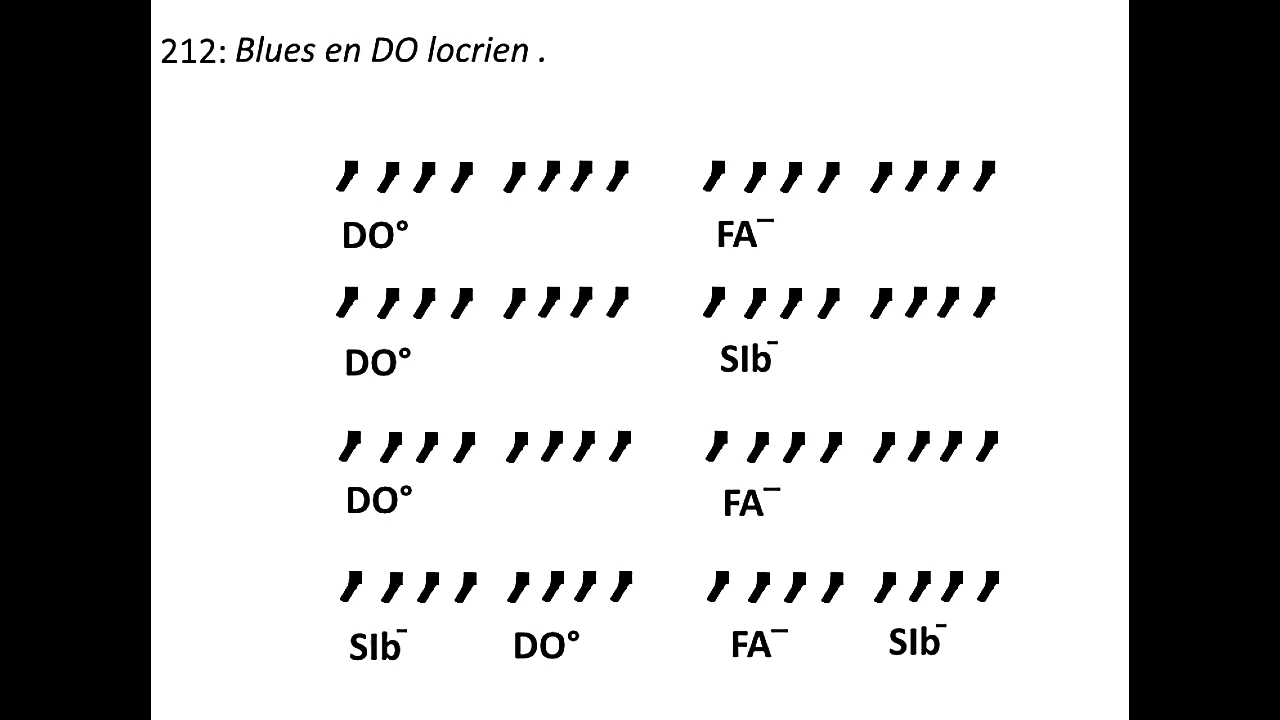 212: Blues en DO locrien .
, , , , , , , , , , , , , , , ,
DO° FA‾
, , , , , , , , , , , , , , , ,
DO° SIb‾
, , , , , , , , , , , , , , , ,
DO° FA‾
, , , , , , , , , , , , , , , ,
SIb‾ DO° FA‾ SIb‾